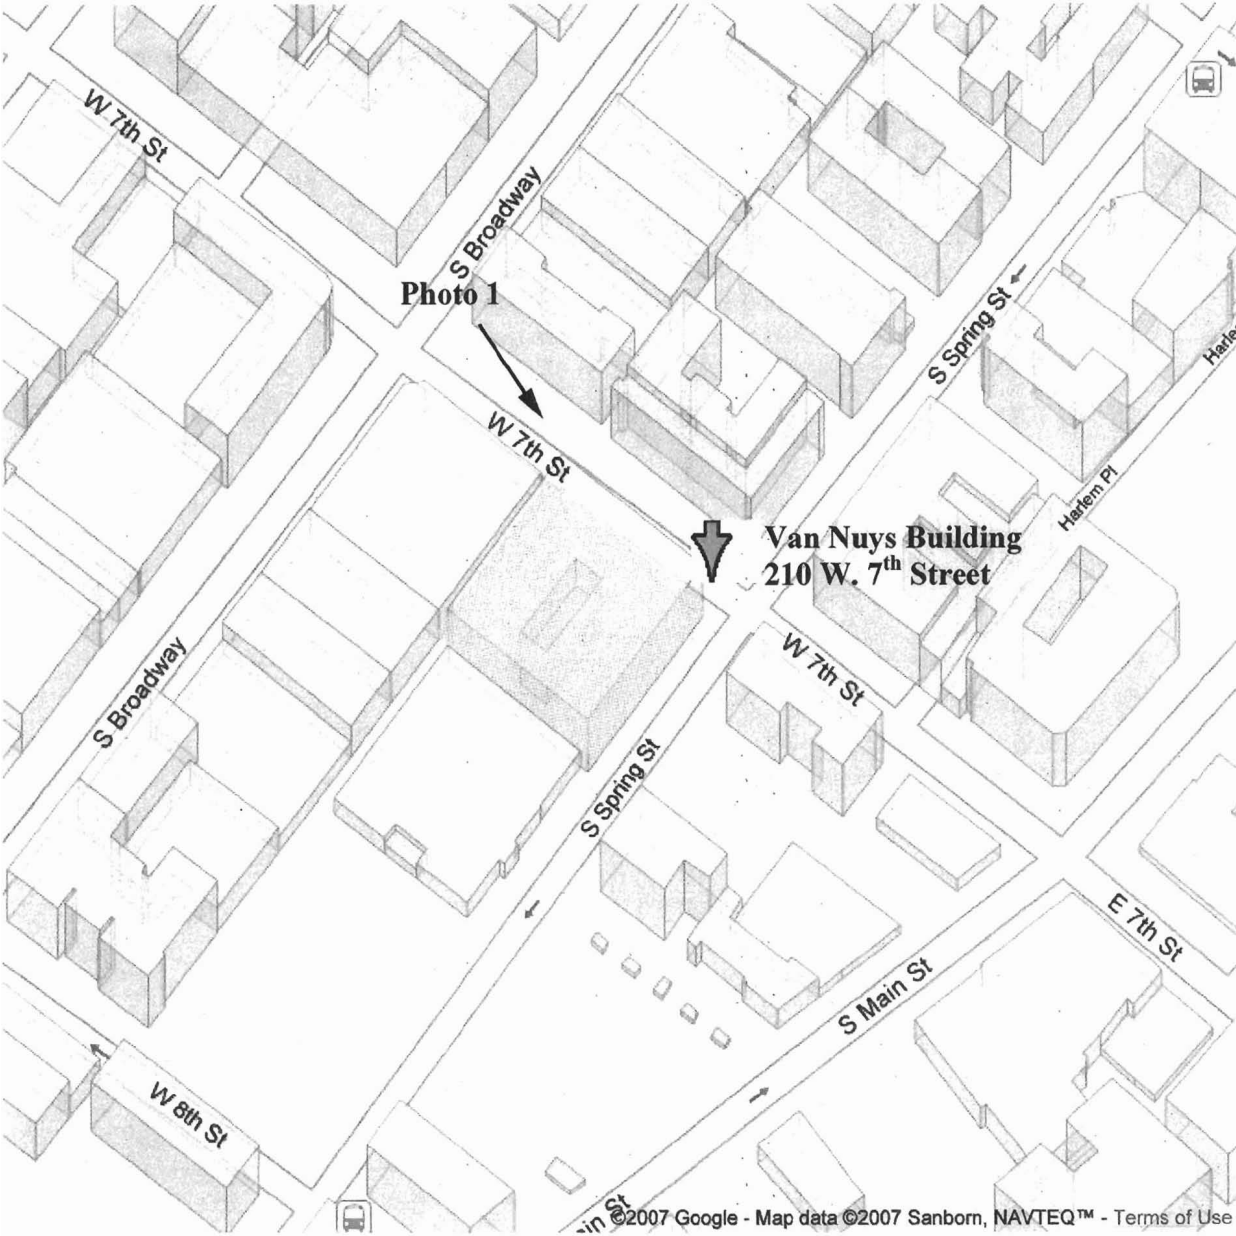 W 7th St
S Broadway
Photo 1
S Spring St
W 7th St
Harlem Pl
Van Nuys Building
210 W. 7th Street
W 7th St
S Broadway
S Spring St
E 7th St
S Main St
W 8th St
©2007 Google - Map data ©2007 Sanborn, NAVTEQ™ - Terms of Use